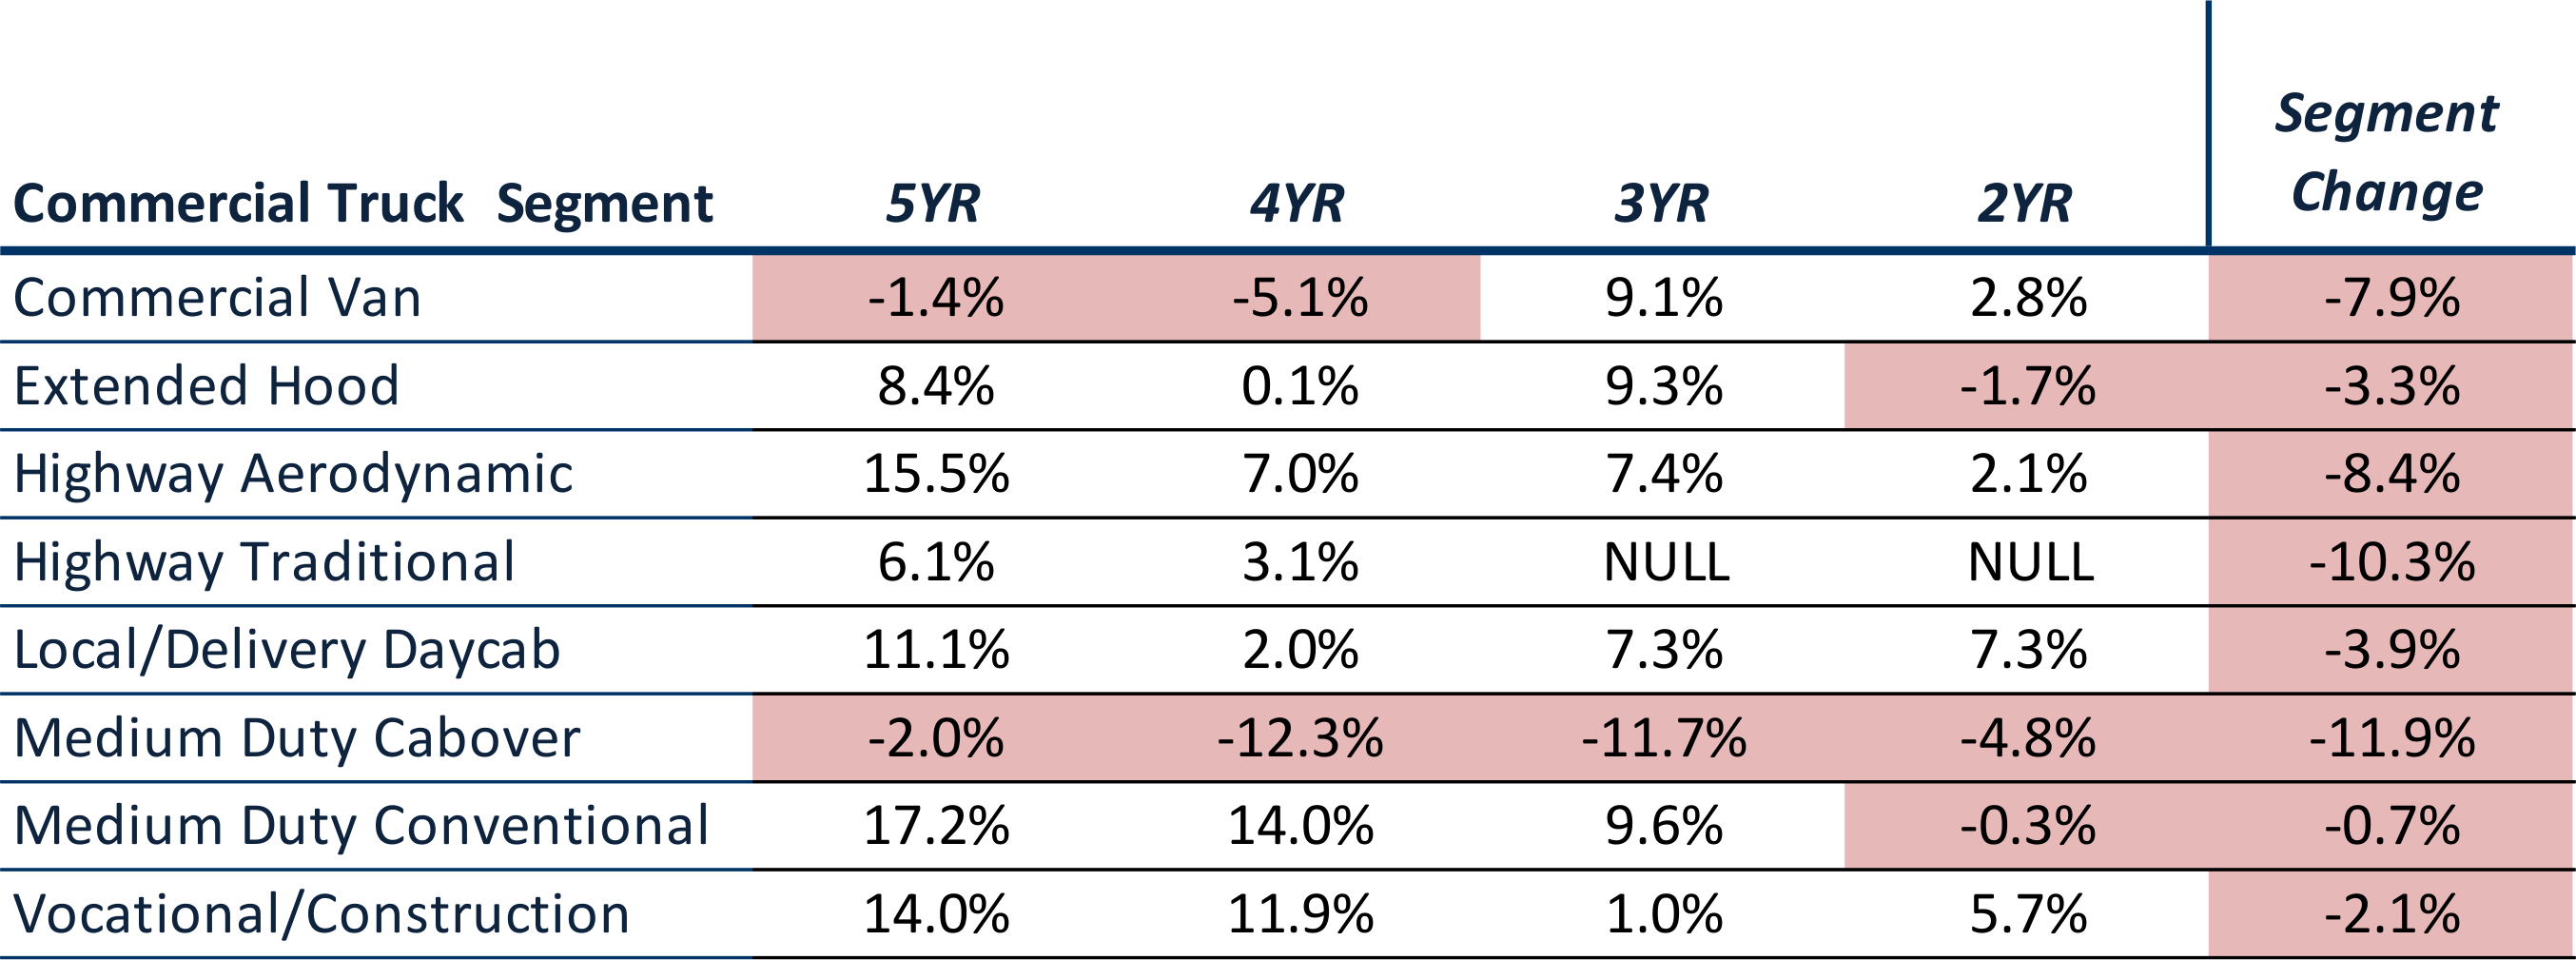 Commercial Truck Segment 5YR 4YR 3YR 2YR Segment Change
Commercial Van -1.4% -5.1% 9.1% 2.8% -7.9%
Extended Hood 8.4% 0.1% 9.3% -1.7% -3.3%
Highway Aerodynamic 15.5% 7.0% 7.4% 2.1% -8.4%
Highway Traditional 6.1% 3.1% NULL NULL -10.3%
Local/Delivery Daycab 11.1% 2.0% 7.3% 7.3% -3.9%
Medium Duty Cabover -2.0% -12.3% -11.7% -4.8% -11.9%
Medium Duty Conventional 17.2% 14.0% 9.6% -0.3% -0.7%
Vocational/Construction 14.0% 11.9% 1.0% 5.7% -2.1%